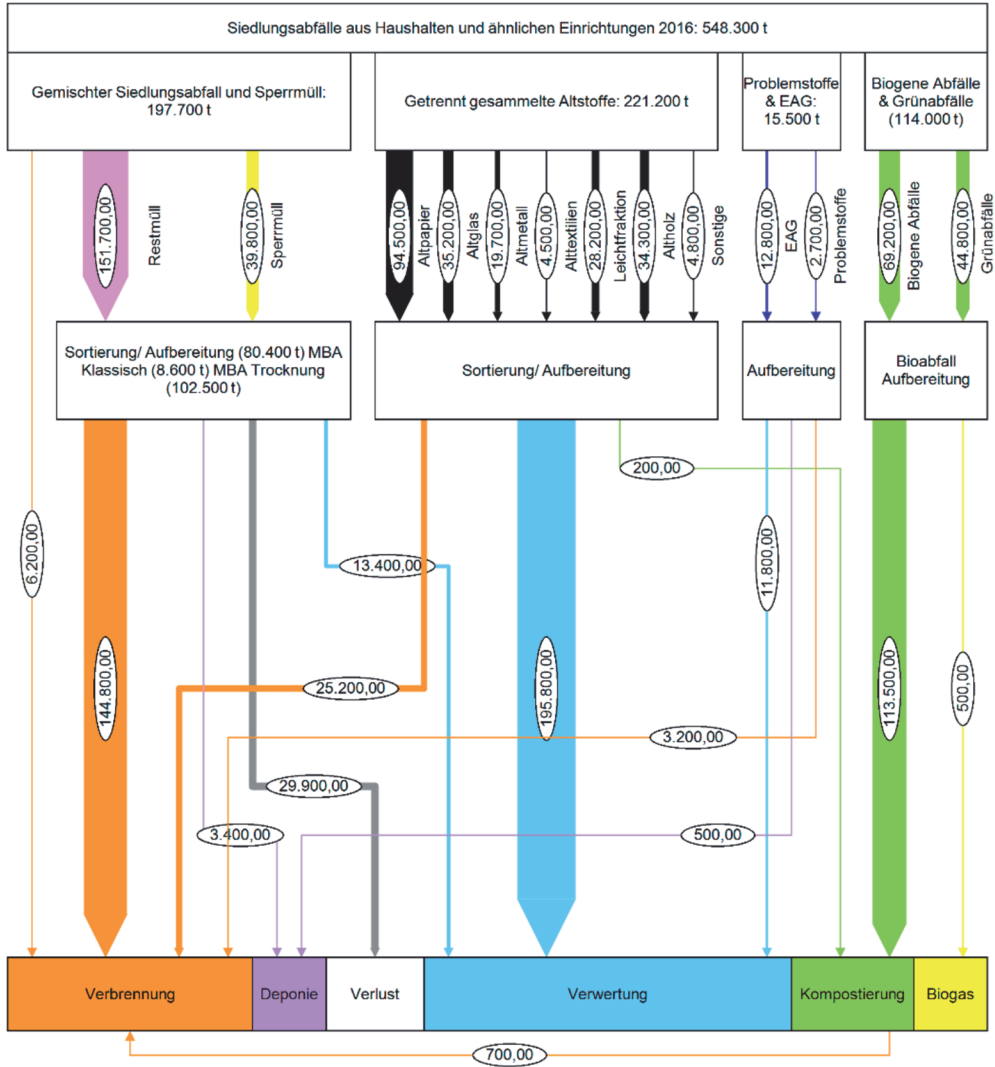 Siedlungsabfälle aus Haushalten und ähnlichen Einrichtungen 2016: 548.300 t
Gemischter Siedlungsabfall und Sperrmüll:
197.700 t
Getrennt gesammelte Altstoffe: 221.200 t
Problemstoffe
& EAG:
15.500 t
Biogene Abfälle
& Grünabfälle
(114.000 t)
151.700,00
Restmüll
39.800,00
Sperrmüll
94.500,00
Altpapier
35.200,00
Altglas
19.700,00
Altmetall
4.500,00
Alttextilien
28.200,00
Leichtfraktion
34.300,00
Altholz
4.800,00
Sonstige
12.800,00
EAG
2.700,00
Problemstoffe
69.200,00
Biogene Abfälle
44.800,00
Grünabfälle
Sortierung/ Aufbereitung (80.400 t) MBA
Klassisch (8.600 t) MBA Trocknung
(102.500 t)
Sortierung/ Aufbereitung
Aufbereitung
Bioabfall
Aufbereitung
200,00
6.200,00
13.400,00
11.800,00
144.800,00
25.200,00
195.800,00
113.500,00
500,00
3.200,00
29.900,00
3.400,00
500,00
Verbrennung
Deponie
Verlust
Verwertung
Kompostierung
Biogas
700,00